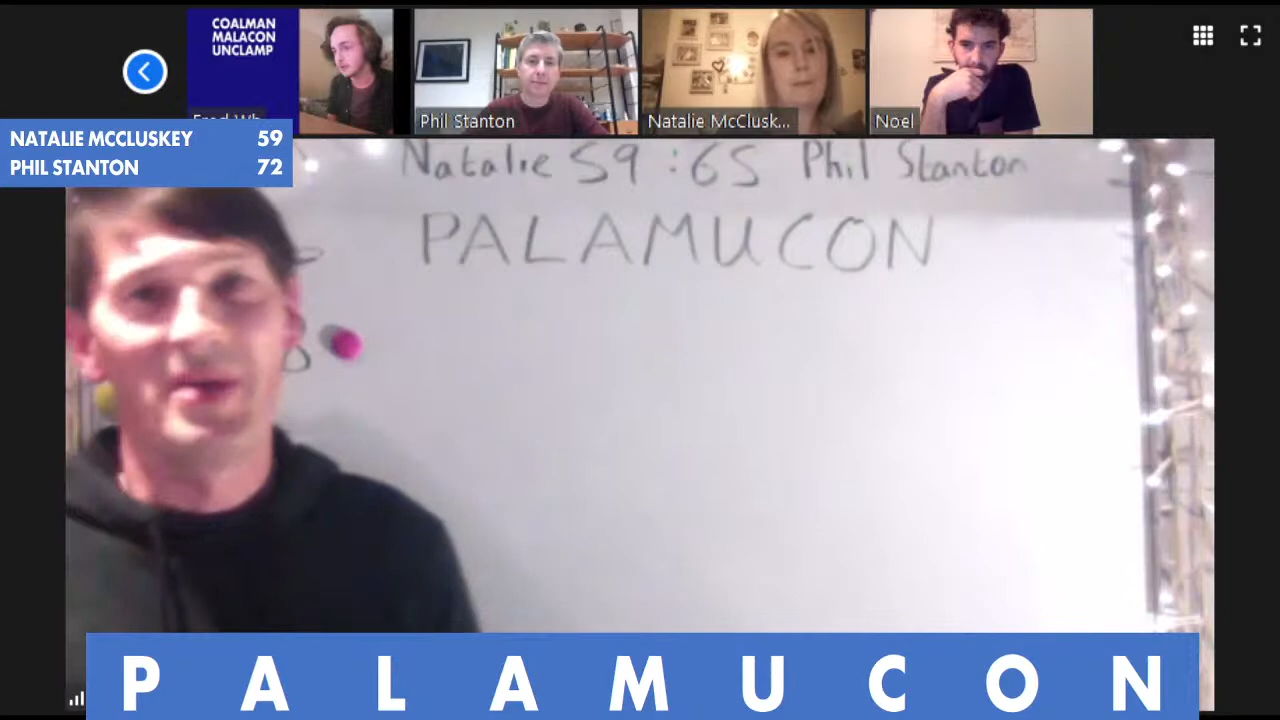 COALMAN
MALACON
UNCLAMP
Phil Stanton
Natalie McClusk...
Noel
NATALIE MCCLUSKEY 59
PHIL STANTON 72
Natalie 59 : 65 Phil Stanton
PALAMUCON
P A L A M U C O N